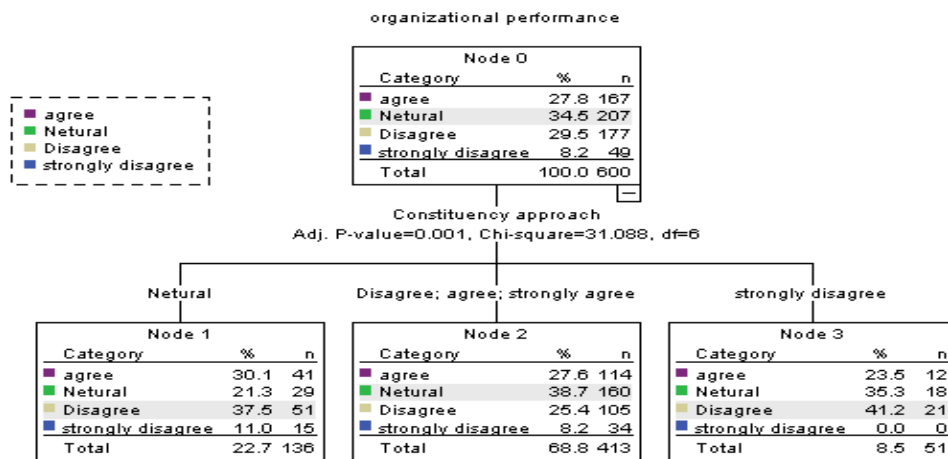 organizational performance
Node 0
Category % n
agree 27.8 167
Netural 34.5 207
Disagree 29.5 177
strongly disagree 8.2 49
Total 100.0 600
agree
Netural
Disagree
strongly disagree
Constituency approach
Adj. P-value=0.001, Chi-square=31.088, df=6
Netural
Disagree; agree; strongly agree
strongly disagree
Node 1
Category % n
agree 30.1 41
Netural 21.3 29
Disagree 37.5 51
strongly disagree 11.0 15
Total 22.7 136
Node 2
Category % n
agree 27.6 114
Netural 38.7 160
Disagree 25.4 105
strongly disagree 8.2 34
Total 68.8 413
Node 3
Category % n
agree 23.5 12
Netural 35.3 18
Disagree 41.2 21
strongly disagree 0.0 0
Total 8.5 51